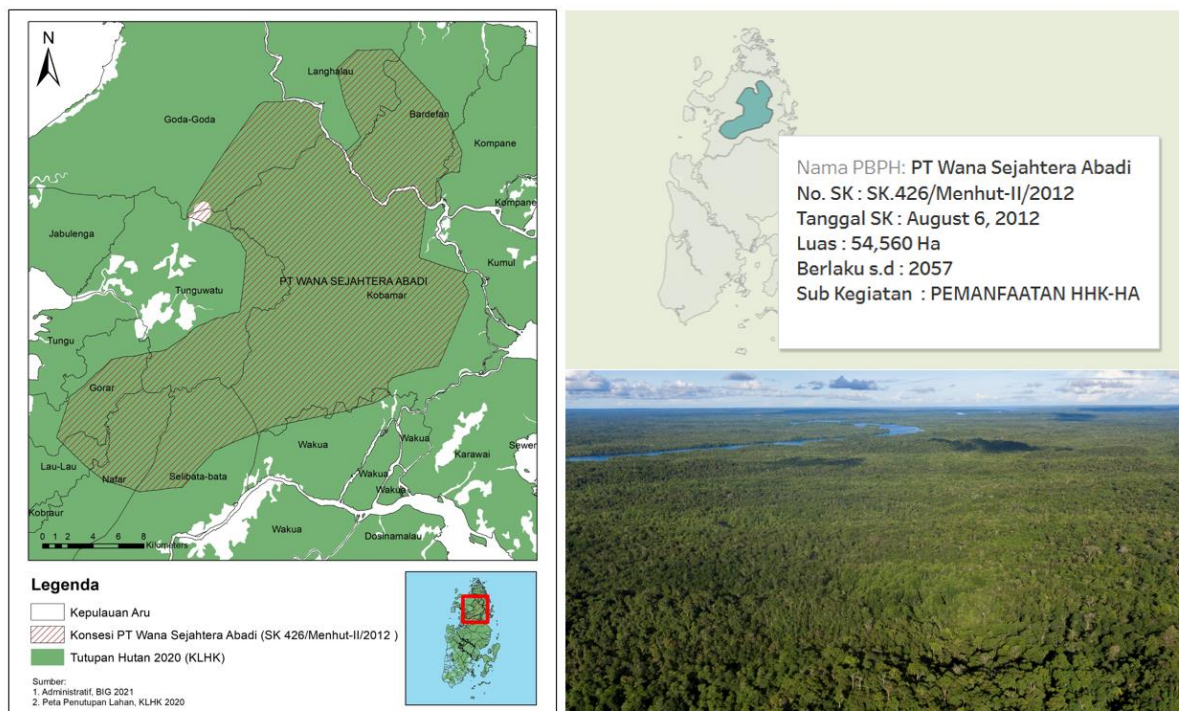 N
Langhalau
Goda-Goda
Bardefan
Kompane
Kompane
Jabulenga
Kumul
PT WANA SEJAHTERA ABADI
Tunguwatu
Kobamar
Tungu
Gorar
Wakua
Wakua
Sewer
Lau-Lau
Karawai
Nafar
Selibata-bata
Wakua
Wakua
Kobraur
Wakua
Dosinamalau
0 1 2 4 6 8
Kilometers
Legenda
Kepulauan Aru
Konsesi PT Wana Sejahtera Abadi (SK 426/Menhut-II/2012 )
Tutupan Hutan 2020 (KLHK)
Sumber:
1. Administratif, BIG 2021
2. Peta Penutupan Lahan, KLHK 2020
Nama PBPH: PT Wana Sejahtera Abadi
No. SK : SK.426/Menhut-II/2012
Tanggal SK : August 6, 2012
Luas : 54,560 Ha
Berlaku s.d : 2057
Sub Kegiatan : PEMANFAATAN HHK-HA